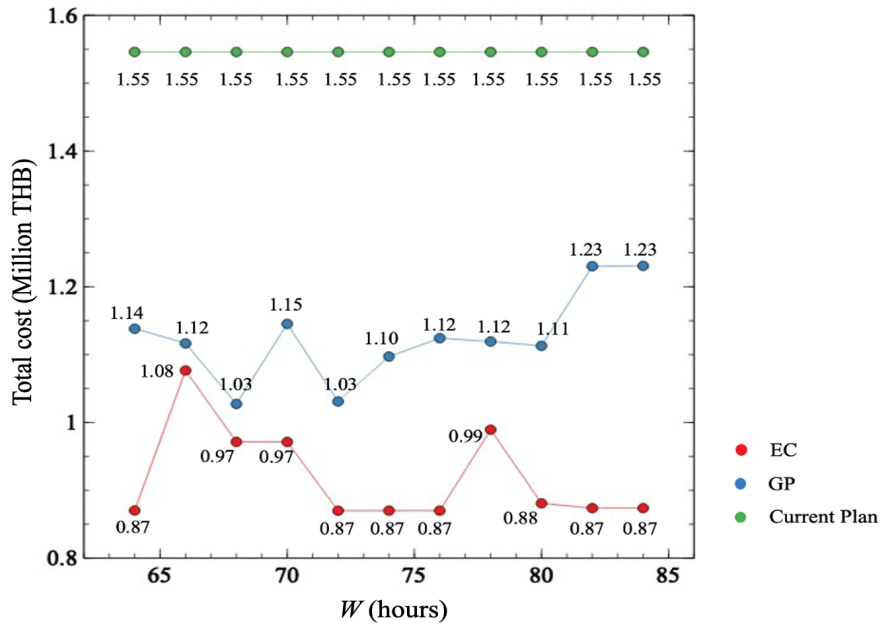 1.6
1.55 1.55 1.55 1.55 1.55 1.55 1.55 1.55 1.55 1.55 1.55
1.4
Total cost (Million THB)
1.23 1.23
1.2
1.14 1.12 1.03 1.15 1.03 1.10 1.12 1.12 1.11
1.08
1
0.97 0.97 0.99
0.87 0.87 0.87 0.87 0.88 0.87 0.87
0.8
65 70 75 80 85
W (hours)
EC
GP
Current Plan